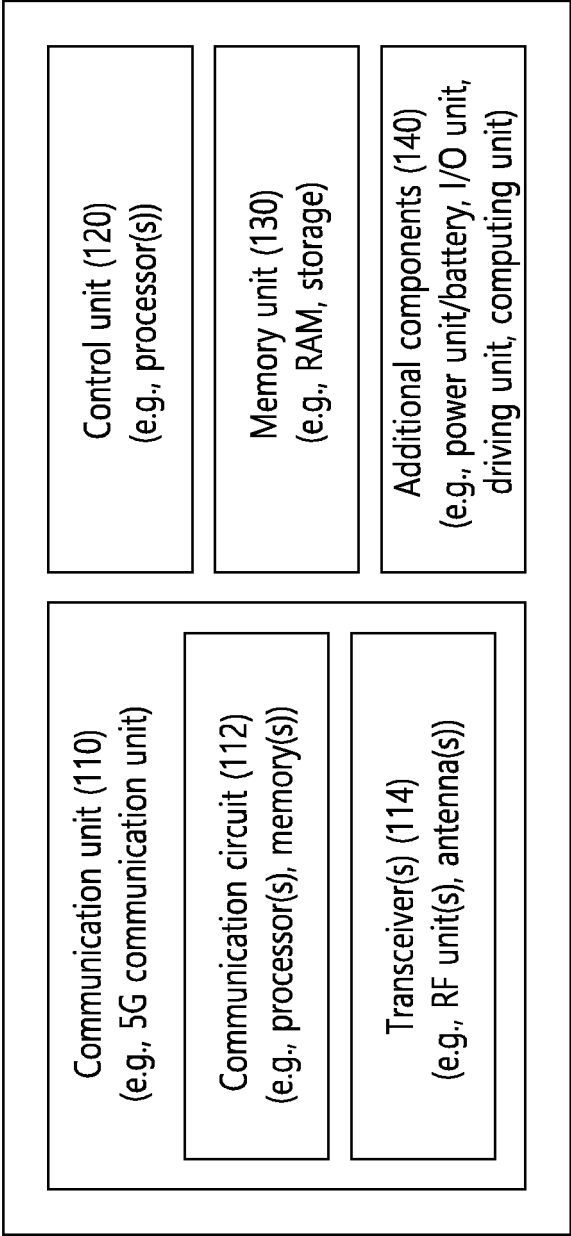 Communication unit (110)
(e.g., 5G communication unit)
Communication circuit (112)
(e.g., processor(s), memory(s))
Transceiver(s) (114)
(e.g., RF unit(s), antenna(s))
Control unit (120)
(e.g., processor(s))
Memory unit (130)
(e.g., RAM, storage)
Additional components (140)
(e.g., power unit/battery, I/O unit,
driving unit, computing unit)